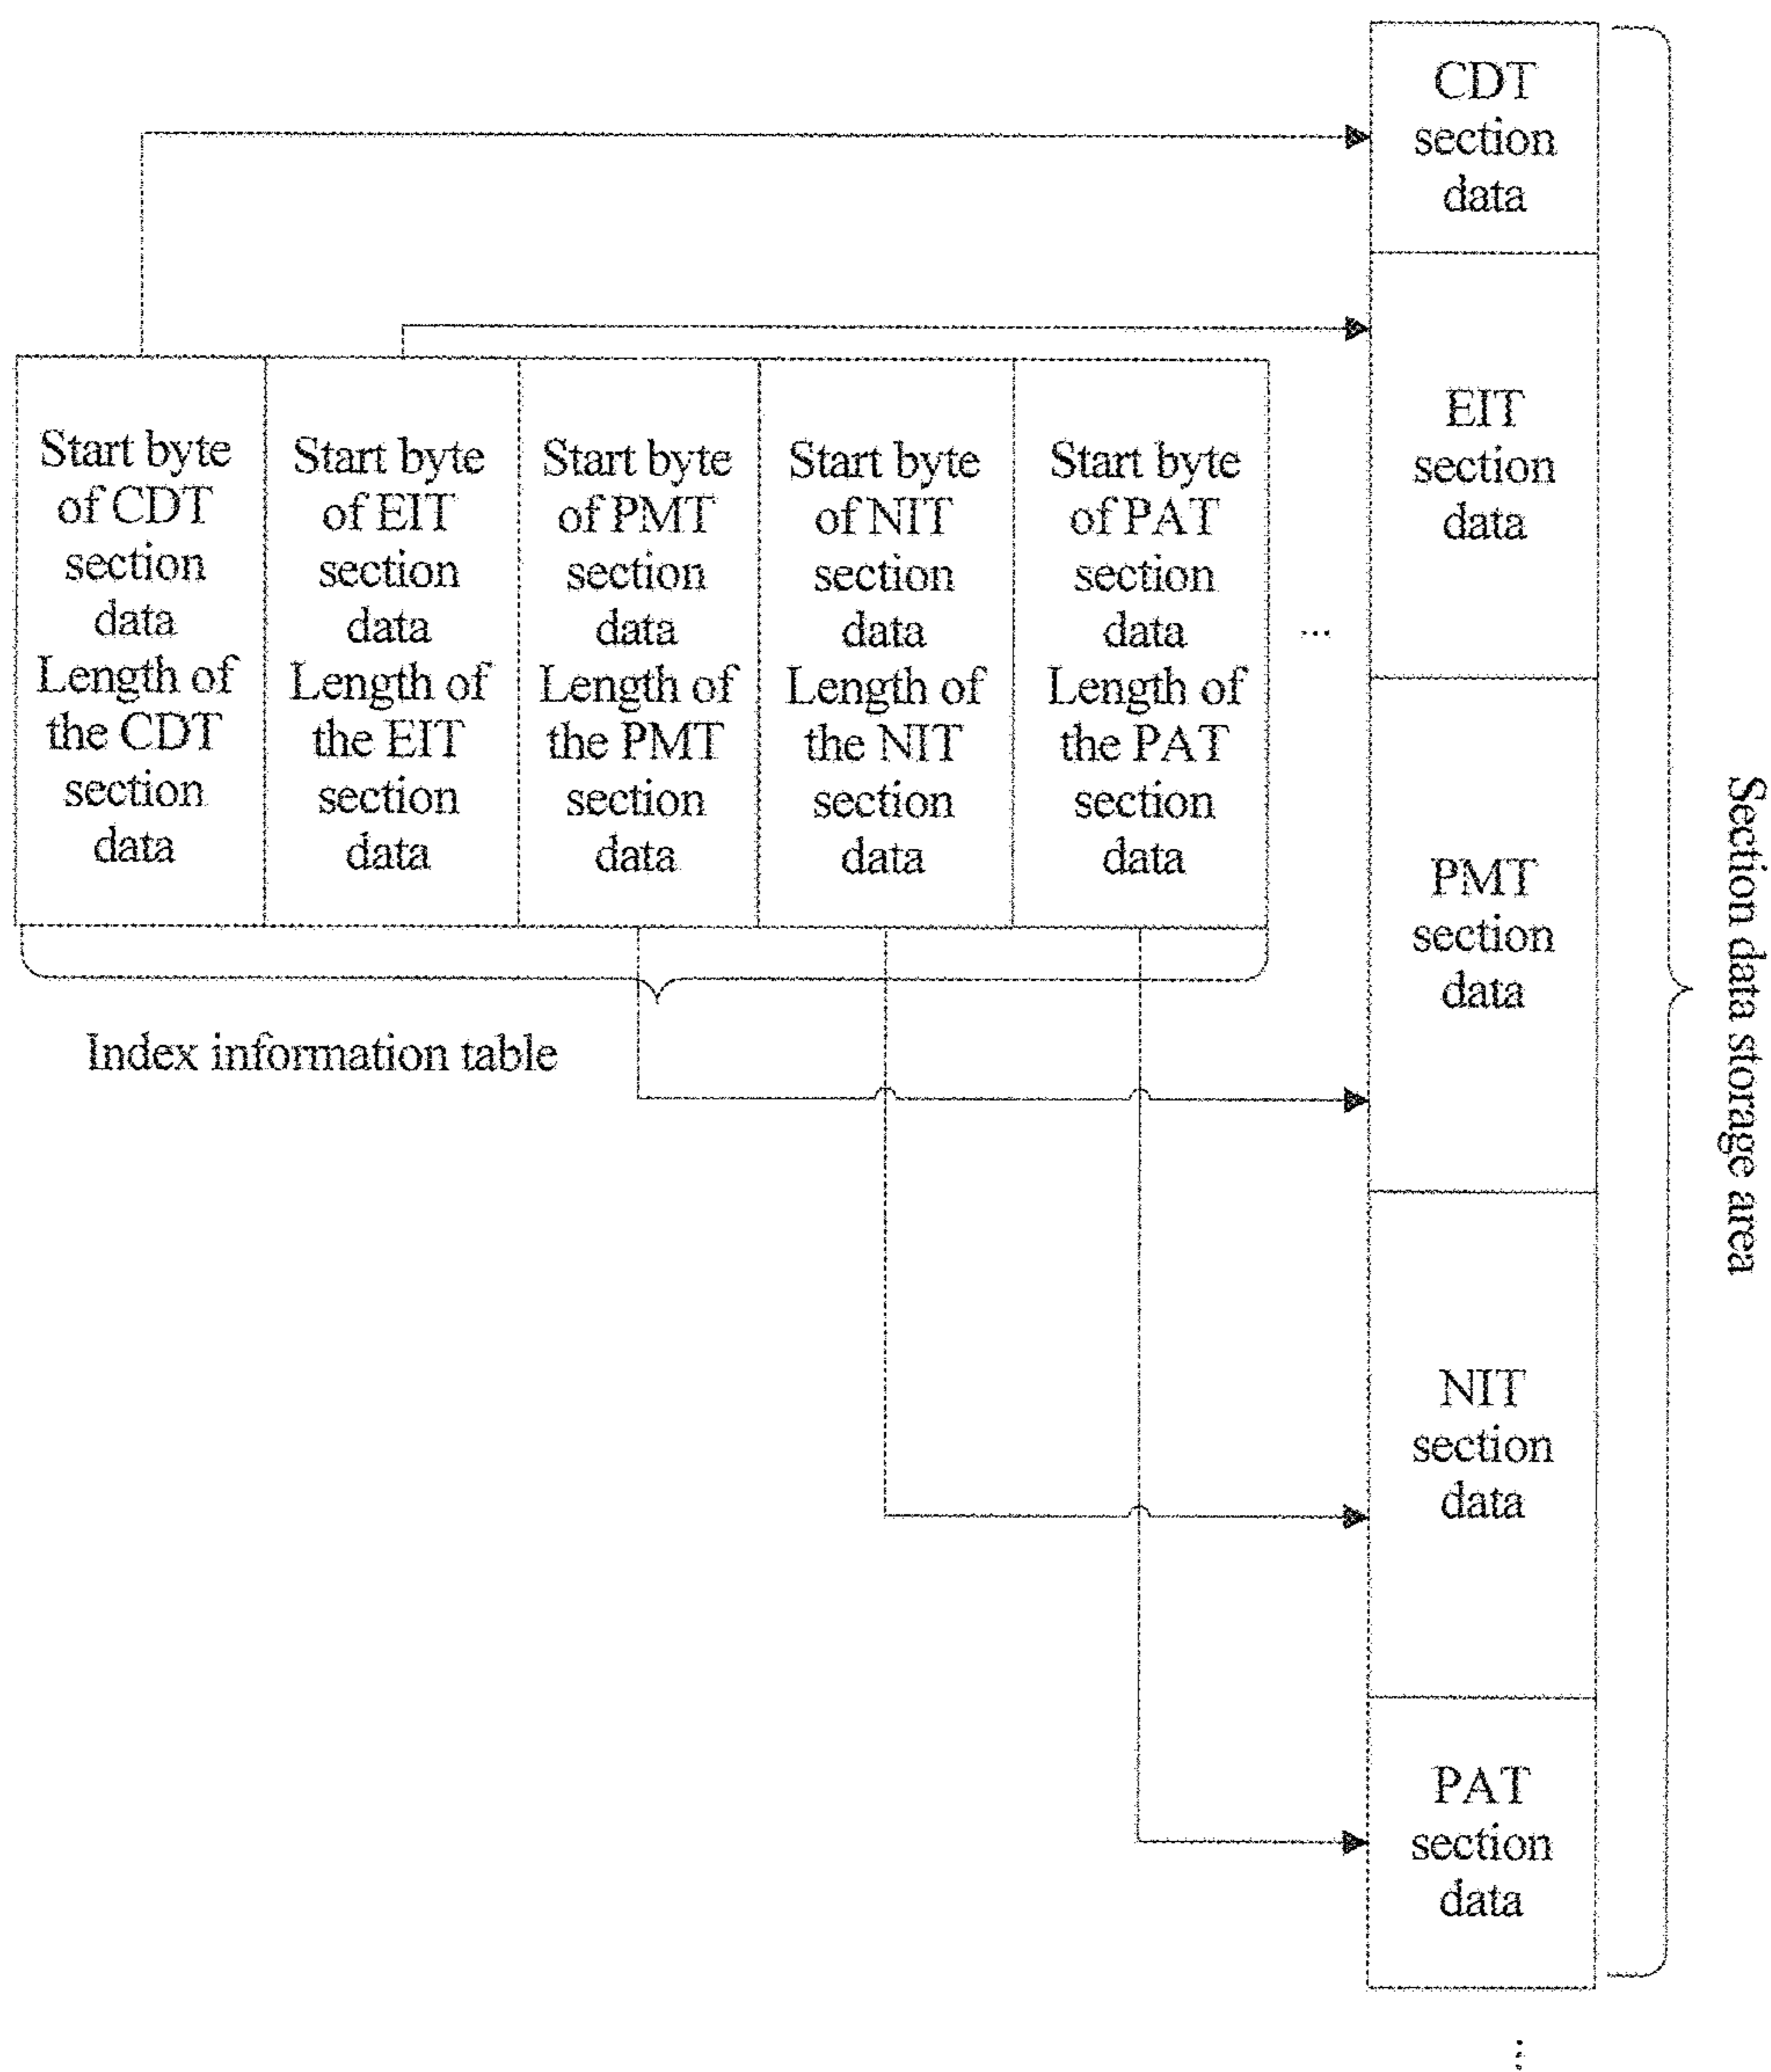 CDT
section
data
EIT
section
data
Start byte
of CDT
section
data
Length of
the CDT
section
data
Start byte
of EIT
section
data
Length of
the EIT
section
data
Start byte
of PMT
section
data
Length of
the PMT
section
data
Start byte
of NIT
section
data
Length of
the NIT
section
data
Start byte
of PAT
section
data
Length of
the PAT
section
data
...
Index information table
PMT
section
data
NIT
section
data
PAT
section
data
...
Section data storage area